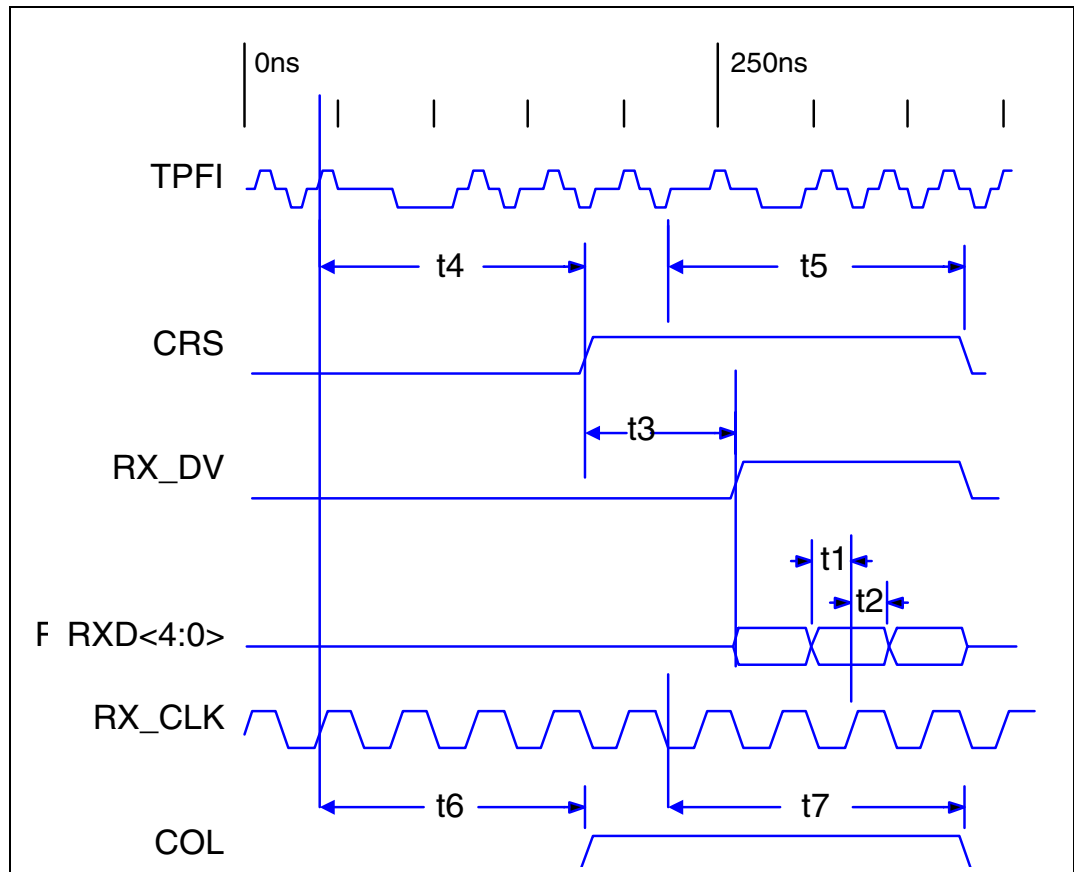 0ns 250ns
TPFI
t4 t5
CRS
t3
RX_DV
t1
t2
F RXD<4:0>
RX_CLK
t6 t7
COL